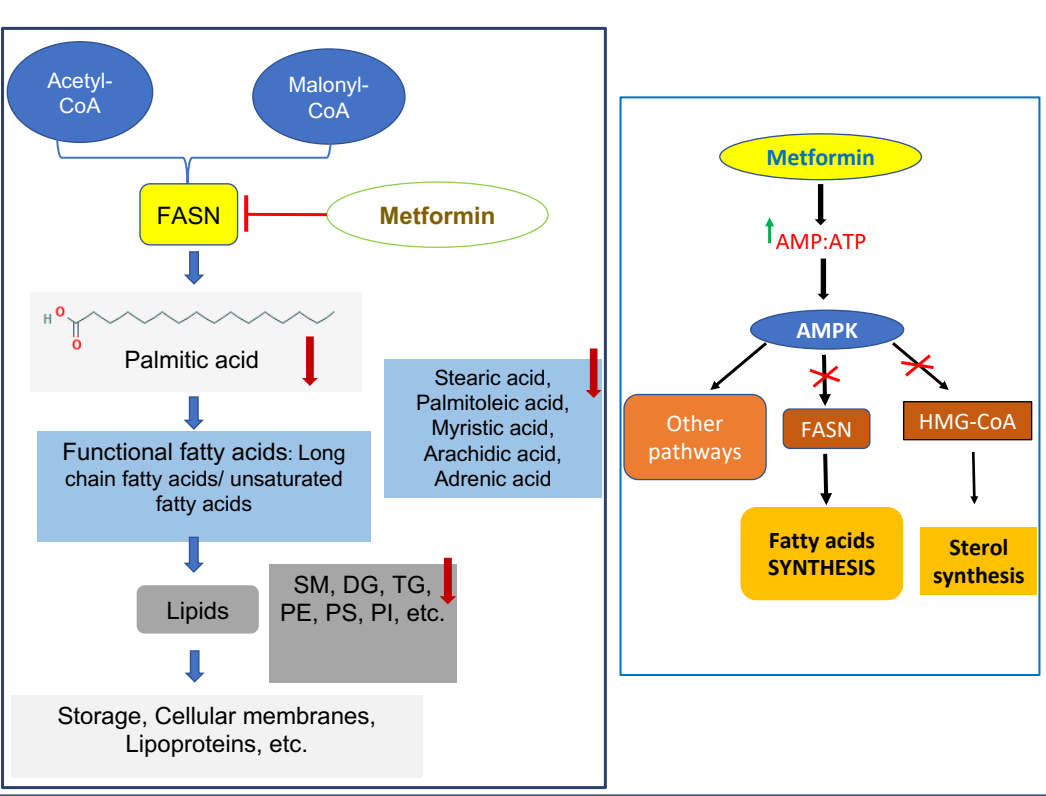 Acetyl-
CoA
Malonyl-
CoA
FASN
Metformin
H O
O
Palmitic acid
Stearic acid,
Palmitoleic acid,
Myristic acid,
Arachidic acid,
Adrenic acid
Functional fatty acids: Long
chain fatty acids/ unsaturated
fatty acids
Lipids
SM, DG, TG,
PE, PS, PI, etc.
Storage, Cellular membranes,
Lipoproteins, etc.
Metformin
AMP:ATP
AMPK
Other
pathways
FASN
HMG-CoA
Fatty acids
SYNTHESIS
Sterol
synthesis